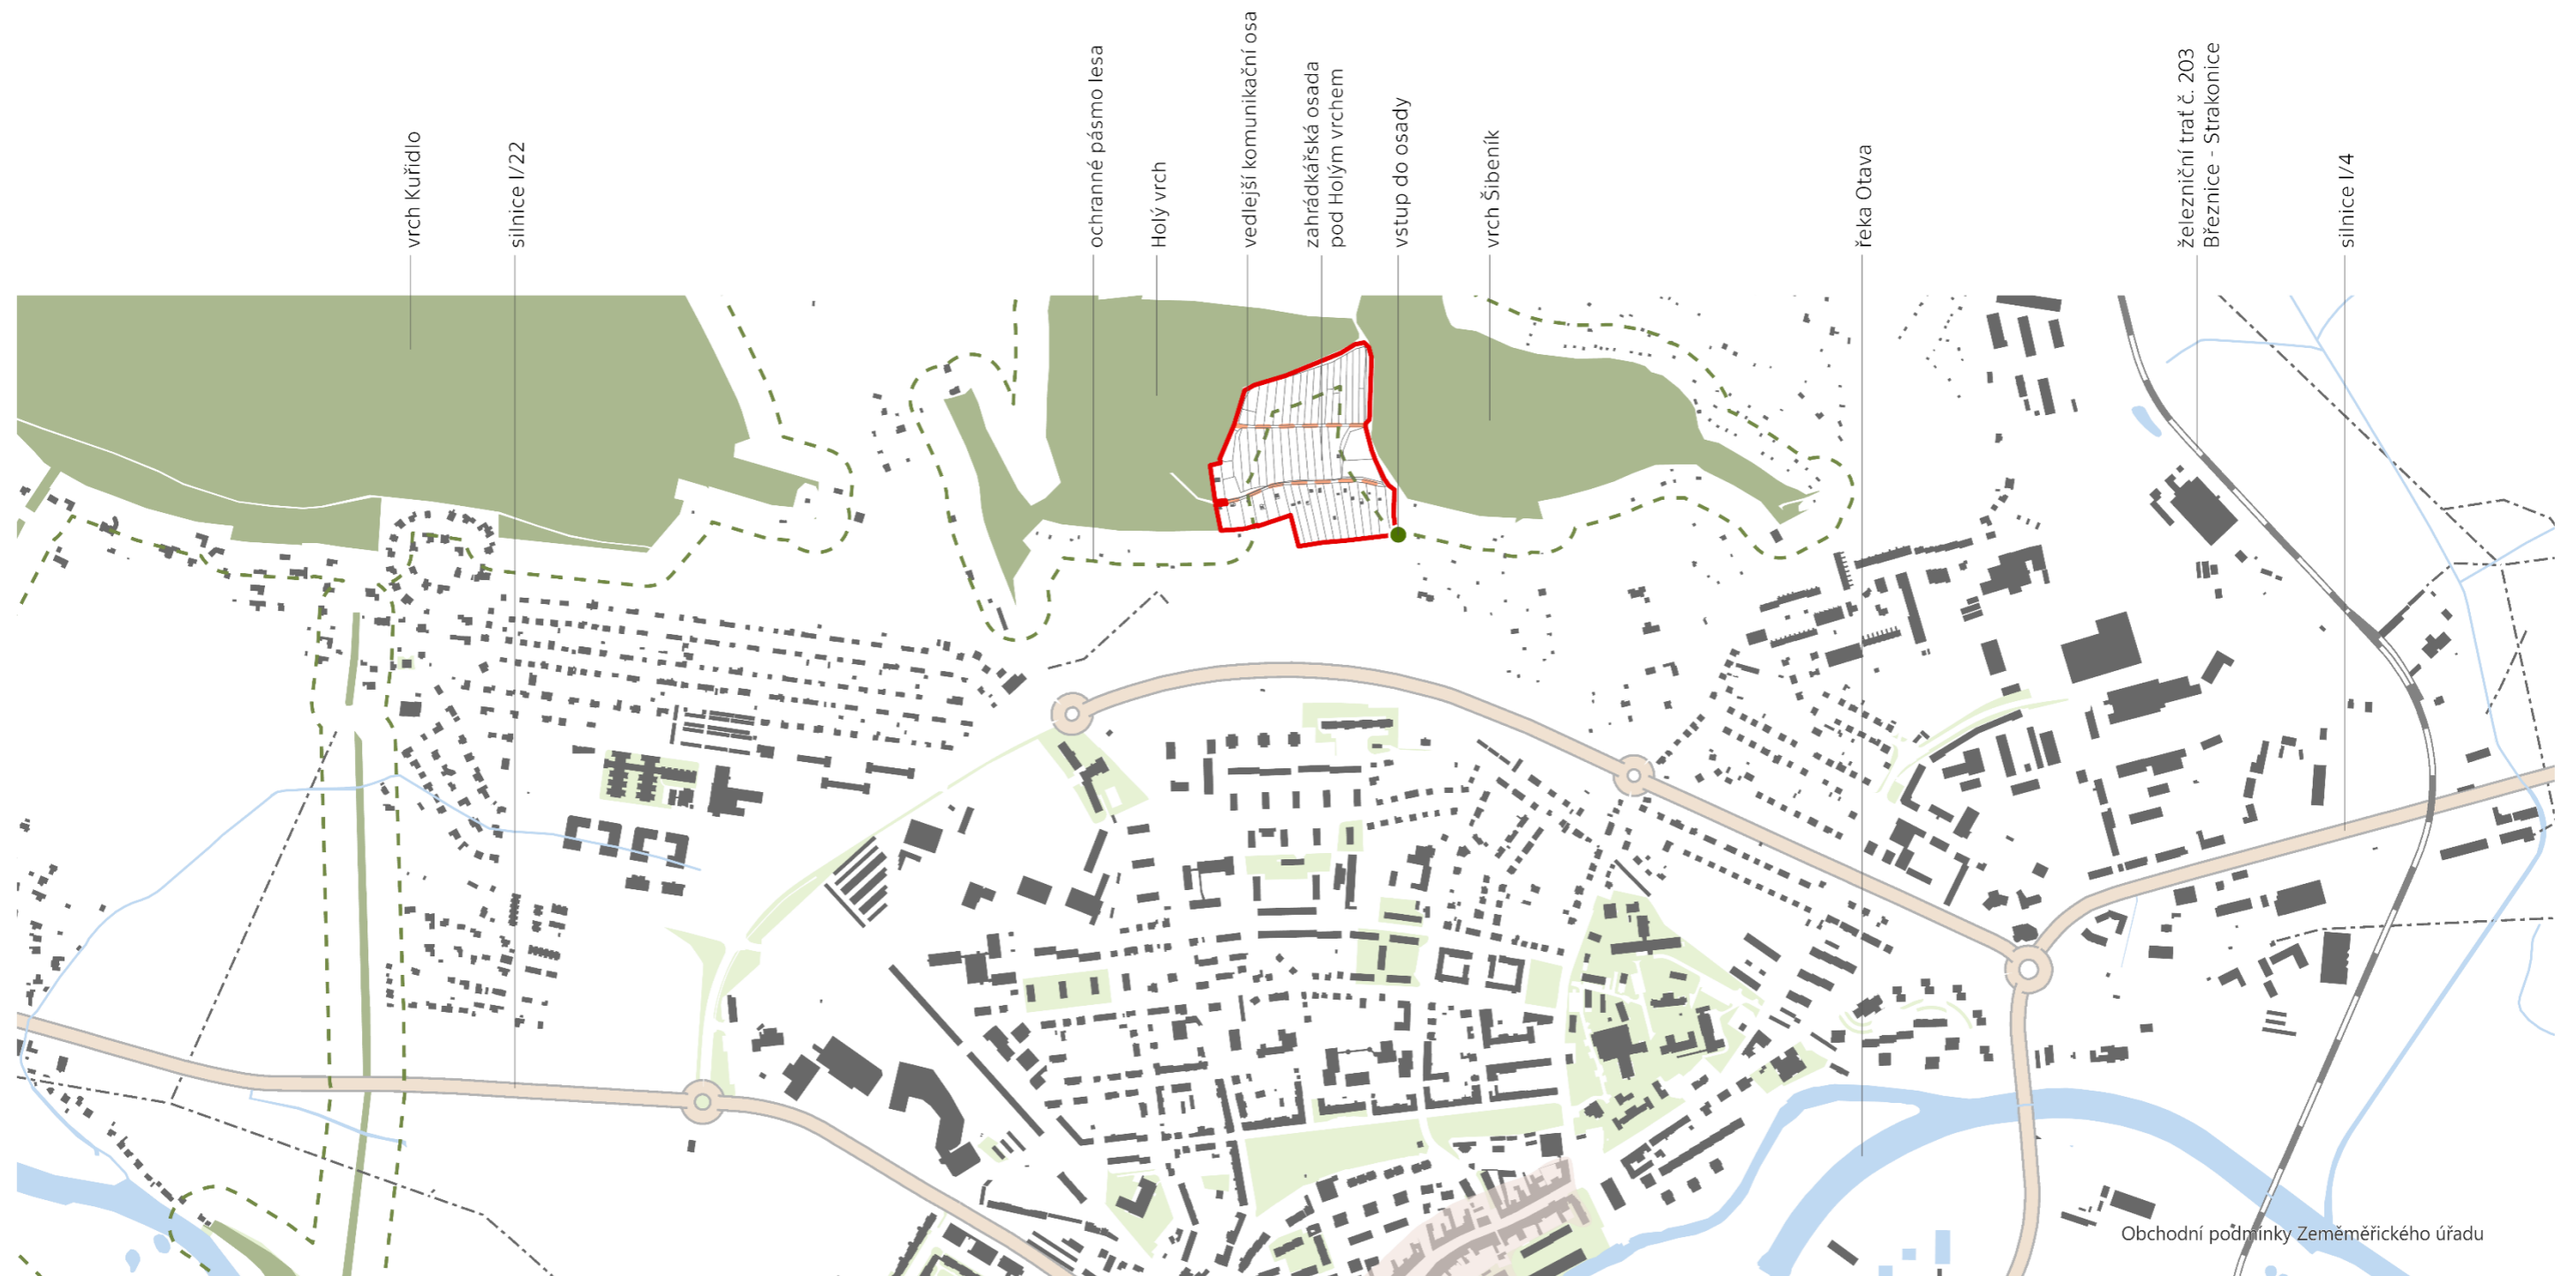 vrch Kuřidlo
silnice I/22
ochranné pásmo lesa
Holý vrch
vedlejší komunikační osa
zahrádkářská osada
pod Holým vrchem
vstup do osady
vrch Šibeník
řeka Otava
železniční trať č. 203
Březnice - Strakonice
silnice I/4
Obchodní podmínky Zeměměřického úřadu